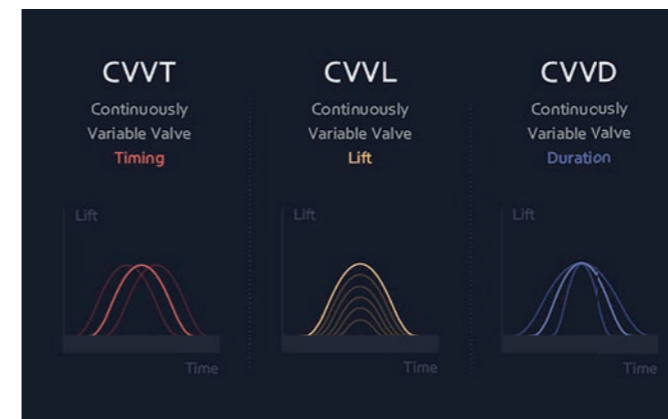 CVVT
Continuously
Variable Valve
Timing
Lift
Time
CVVL
Continuously
Variable Valve
Lift
Lift
Time
CVVD
Continuously
Variable Valve
Duration
Lift
Time